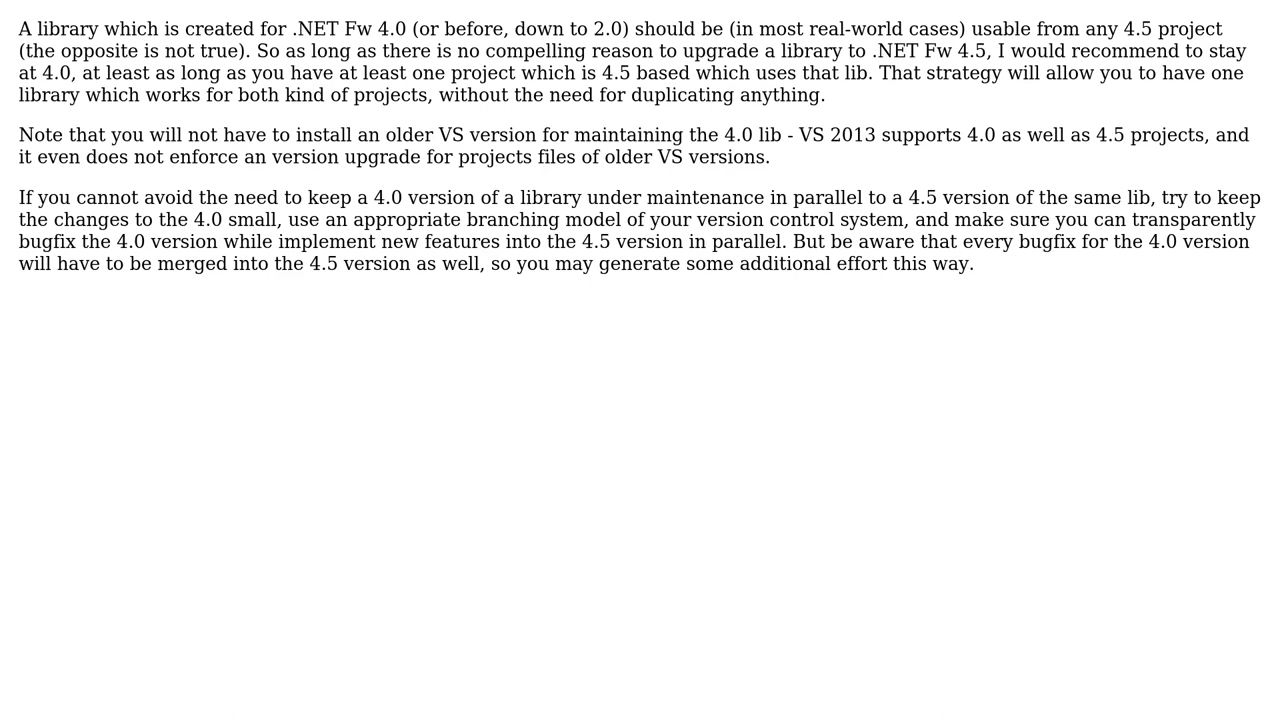 A library which is created for .NET Fw 4.0 (or before, down to 2.0) should be (in most real-world cases) usable from any 4.5 project
(the opposite is not true). So as long as there is no compelling reason to upgrade a library to .NET Fw 4.5, I would recommend to stay
at 4.0, at least as long as you have at least one project which is 4.5 based which uses that lib. That strategy will allow you to have one
library which works for both kind of projects, without the need for duplicating anything.
Note that you will not have to install an older VS version for maintaining the 4.0 lib - VS 2013 supports 4.0 as well as 4.5 projects, and
it even does not enforce an version upgrade for projects files of older VS versions.
If you cannot avoid the need to keep a 4.0 version of a library under maintenance in parallel to a 4.5 version of the same lib, try to keep
the changes to the 4.0 small, use an appropriate branching model of your version control system, and make sure you can transparently
bugfix the 4.0 version while implement new features into the 4.5 version in parallel. But be aware that every bugfix for the 4.0 version
will have to be merged into the 4.5 version as well, so you may generate some additional effort this way.